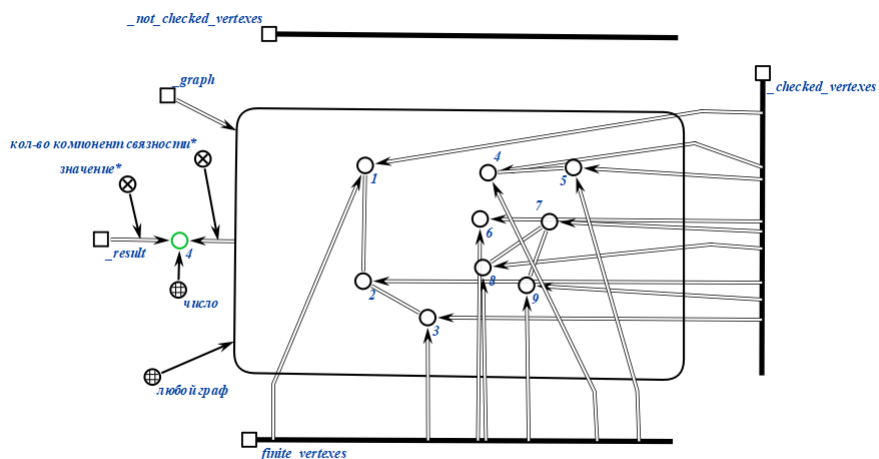 _not_checked_vertexes
_graph
_checked_vertexes
кол-во компонент связности*
значение*
1
4
5
7
6
_result
4
8
2
9
число
3
любой граф
finite_vertexes